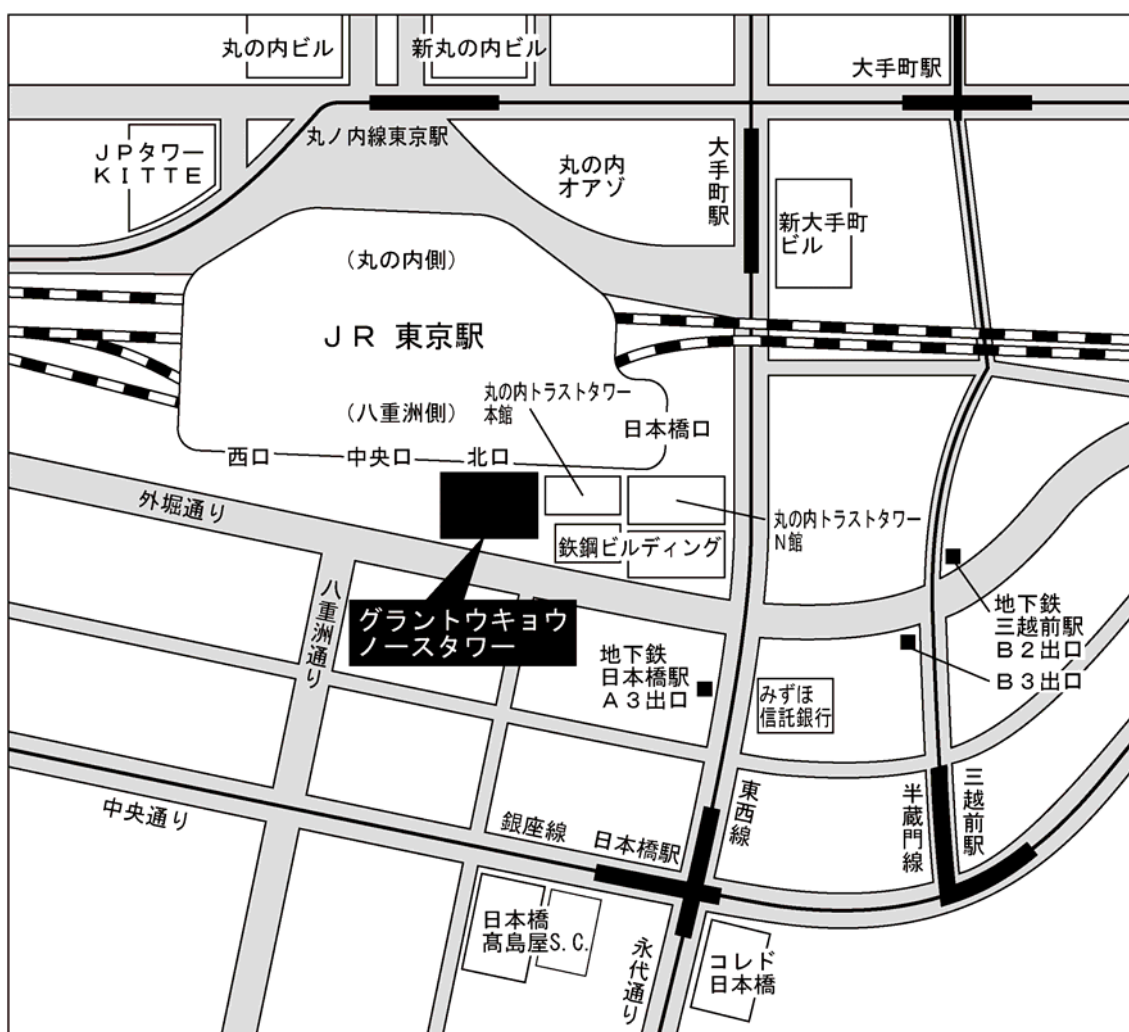 丸の内ビル
新丸の内ビル
大手町駅
ＪＰタワー
ＫＩＴＴＥ
丸ノ内線東京駅
丸の内
オアゾ
大手町駅
新大手町
ビル
（丸の内側）
ＪＲ 東京駅
（八重洲側）
丸の内トラストタワー
本館
日本橋口
西口
中央口
北口
外堀通り
丸の内トラストタワー
Ｎ館
鉄鋼ビルディング
八重洲通り
グラントウキョウ
ノースタワー
地下鉄
日本橋駅
Ａ３出口
みずほ
信託銀行
地下鉄
三越前駅
Ｂ２出口
Ｂ３出口
中央通り
銀座線
日本橋駅
東西線
半蔵門線
三越前駅
日本橋
髙島屋S.C.
永代通り
コレド
日本橋